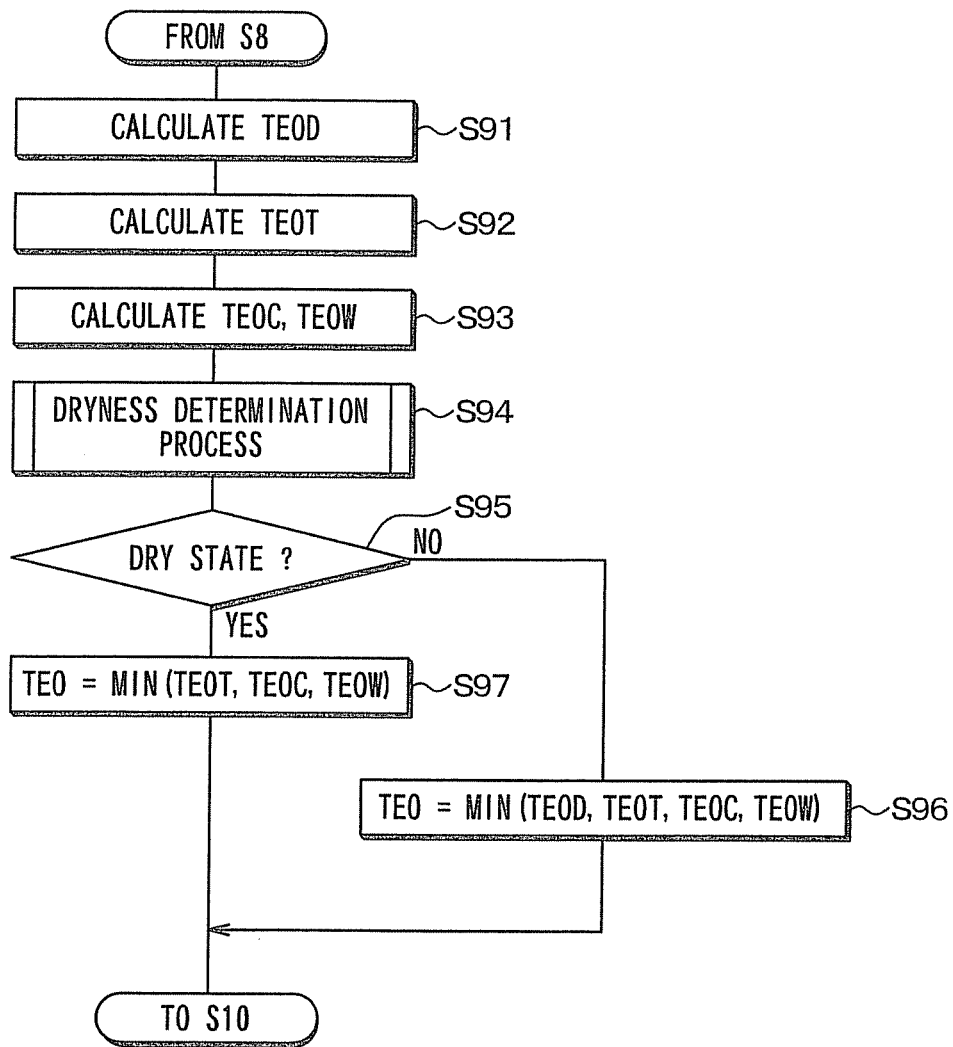 FROM S8
CALCULATE TEOD
S91
CALCULATE TEOT
S92
CALCULATE TEOC, TEOW
S93
DRYNESS DETERMINATION
PROCESS
S94
S95
DRY STATE ?
NO
YES
TEO = MIN (TEOT, TEOC, TEOW)
S97
TEO = MIN (TEOD, TEOT, TEOC, TEOW)
S96
TO S10